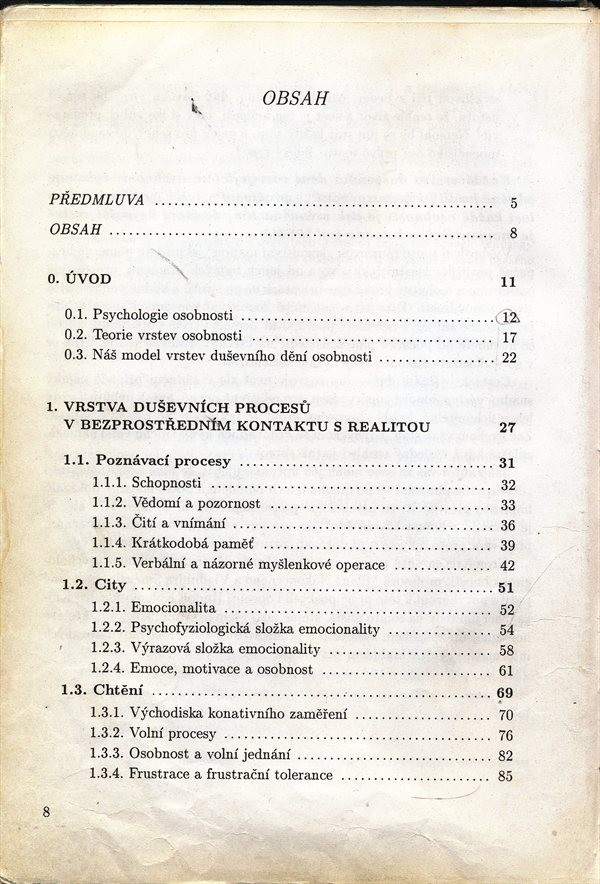 OBSAH
PŘEDMLUVA ........ 5
OBSAH ........ 8
0. ÚVOD 11
0.1. Psychologie osobnosti ........ 12
0.2. Teorie vrstev osobnosti ........ 17
0.3. Náš model vrstev duševního dění osobnosti ........ 22
1. VRSTVA DUŠEVNÍCH PROCESŮ
V BEZPROSTŘEDNÍM KONTAKTU S REALITOU 27
1.1. Poznávací procesy ........ 31
1.1.1. Schopnosti ........ 32
1.1.2. Vědomí a pozornost ........ 33
1.1.3. Čití a vnímání ........ 36
1.1.4. Krátkodobá paměť ........ 39
1.1.5. Verbální a názorné myšlenkové operace ........ 42
1.2. City ........ 51
1.2.1. Emocionalita ........ 52
1.2.2. Psychofyziologická složka emocionality ........ 54
1.2.3. Výrazová složka emocionality ........ 58
1.2.4. Emoce, motivace a osobnost ........ 61
1.3. Chtění ........ 69
1.3.1. Východiska konativního zaměření ........ 70
1.3.2. Volní procesy ........ 76
1.3.3. Osobnost a volní jednání ........ 82
1.3.4. Frustrace a frustrační tolerance ........ 85
8